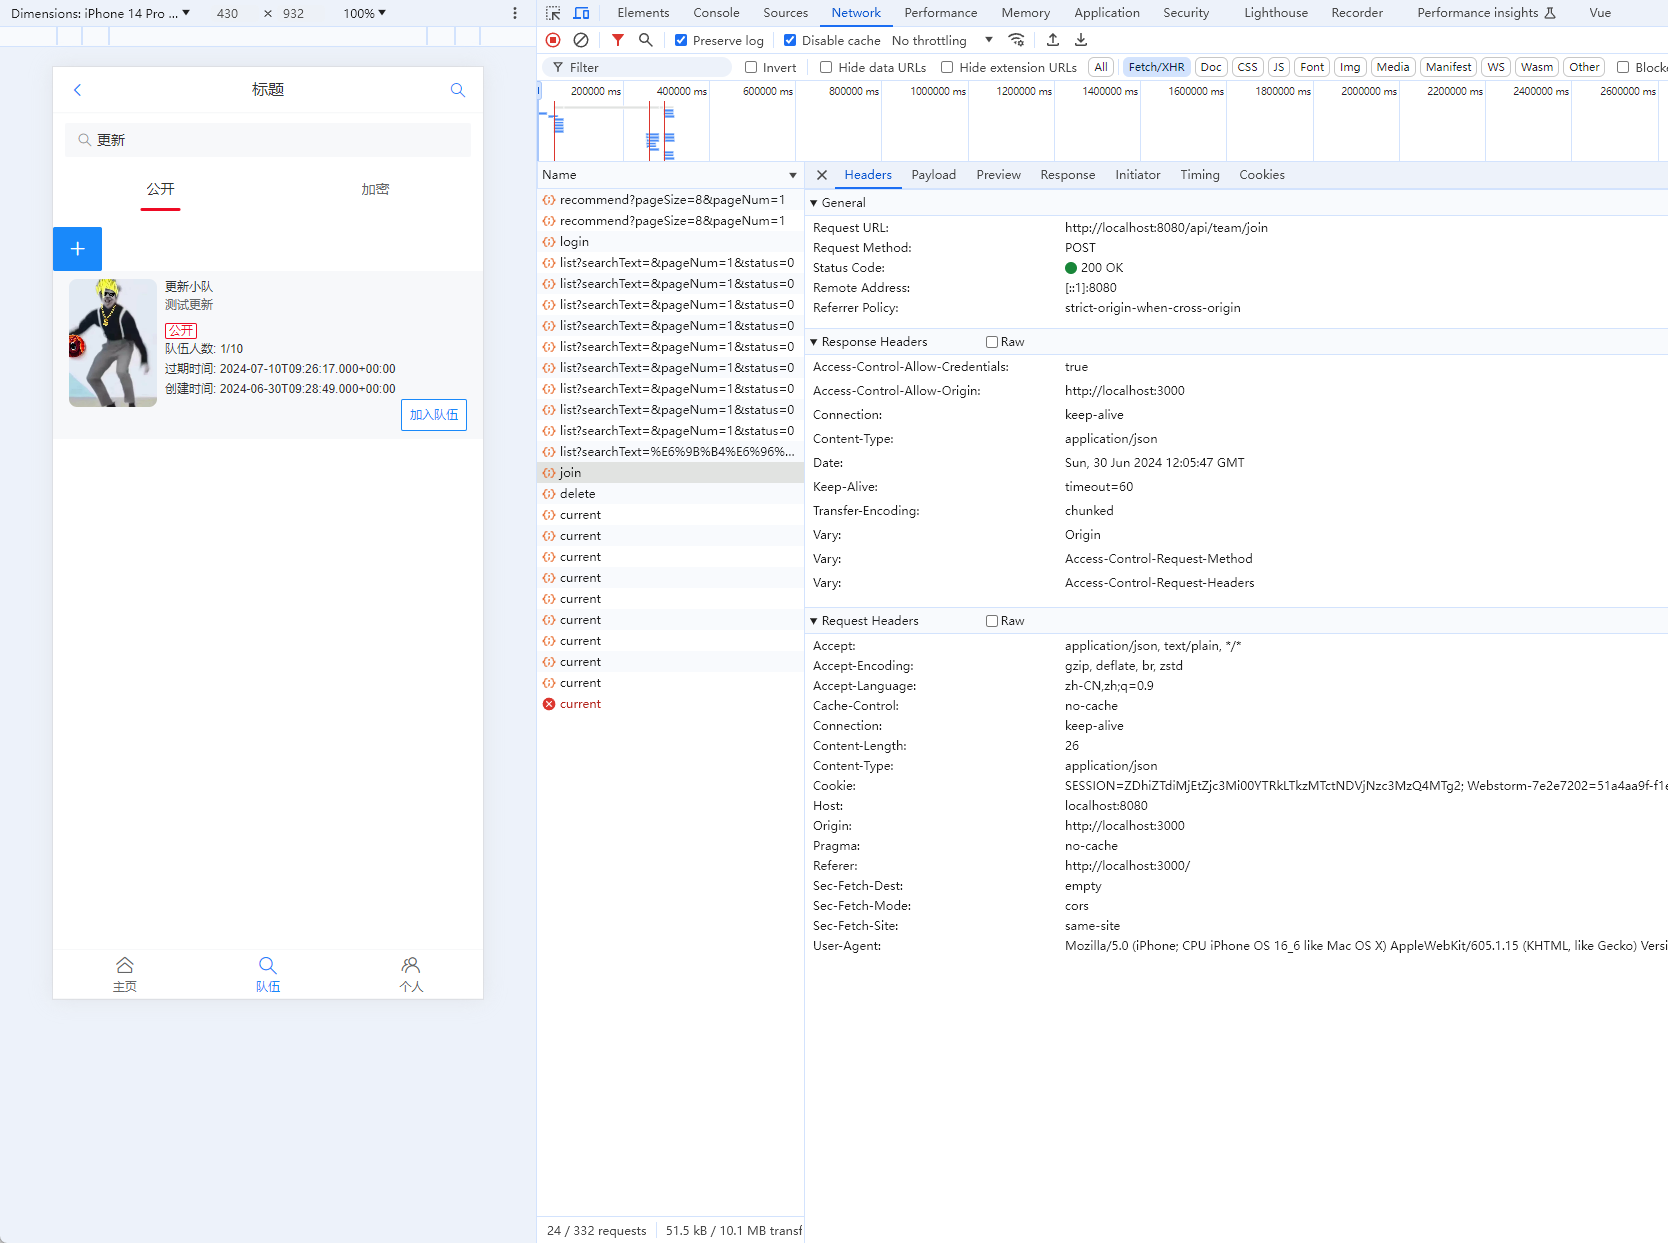 Dimensions: iPhone 14 Pro ... ▼ 430 × 932 100% ▼
标题
更新
公开 加密
+
更新小队
测试更新
公开
队伍人数: 1/10
过期时间: 2024-07-10T09:26:17.000+00:00
创建时间: 2024-06-30T09:28:49.000+00:00
加入队伍
主页 队伍 个人
Elements Console Sources Network Performance Memory Application Security Lighthouse Recorder Performance insights Vue
Preserve log Disable cache No throttling
Filter Invert Hide data URLs Hide extension URLs All Fetch/XHR Doc CSS JS Font Img Media Manifest WS Wasm Other Blocke
200000 ms 400000 ms 600000 ms 800000 ms 1000000 ms 1200000 ms 1400000 ms 1600000 ms 1800000 ms 2000000 ms 2200000 ms 2400000 ms 2600000 ms
Name
recommend?pageSize=8&pageNum=1
recommend?pageSize=8&pageNum=1
login
list?searchText=&pageNum=1&status=0
list?searchText=&pageNum=1&status=0
list?searchText=&pageNum=1&status=0
list?searchText=&pageNum=1&status=0
list?searchText=&pageNum=1&status=0
list?searchText=&pageNum=1&status=0
list?searchText=&pageNum=1&status=0
list?searchText=&pageNum=1&status=0
list?searchText=&pageNum=1&status=0
list?searchText=%E6%9B%B4%E6%96%...
join
delete
current
current
current
current
current
current
current
current
current
current
24 / 332 requests 51.5 kB / 10.1 MB transf
Headers Payload Preview Response Initiator Timing Cookies
General
Request URL: http://localhost:8080/api/team/join
Request Method: POST
Status Code: 200 OK
Remote Address: [::1]:8080
Referrer Policy: strict-origin-when-cross-origin
Response Headers Raw
Access-Control-Allow-Credentials: true
Access-Control-Allow-Origin: http://localhost:3000
Connection: keep-alive
Content-Type: application/json
Date: Sun, 30 Jun 2024 12:05:47 GMT
Keep-Alive: timeout=60
Transfer-Encoding: chunked
Vary: Origin
Vary: Access-Control-Request-Method
Vary: Access-Control-Request-Headers
Request Headers Raw
Accept: application/json, text/plain, */*
Accept-Encoding: gzip, deflate, br, zstd
Accept-Language: zh-CN,zh;q=0.9
Cache-Control: no-cache
Connection: keep-alive
Content-Length: 26
Content-Type: application/json
Cookie: SESSION=ZDhiZTdiMjEtZjc3Mi00YTRkLTkzMTctNDVjNzc3MzQ4MTg2; Webstorm-7e2e7202=51a4aa9f-f1e
Host: localhost:8080
Origin: http://localhost:3000
Pragma: no-cache
Referer: http://localhost:3000/
Sec-Fetch-Dest: empty
Sec-Fetch-Mode: cors
Sec-Fetch-Site: same-site
User-Agent: Mozilla/5.0 (iPhone; CPU iPhone OS 16_6 like Mac OS X) AppleWebKit/605.1.15 (KHTML, like Gecko) Versi